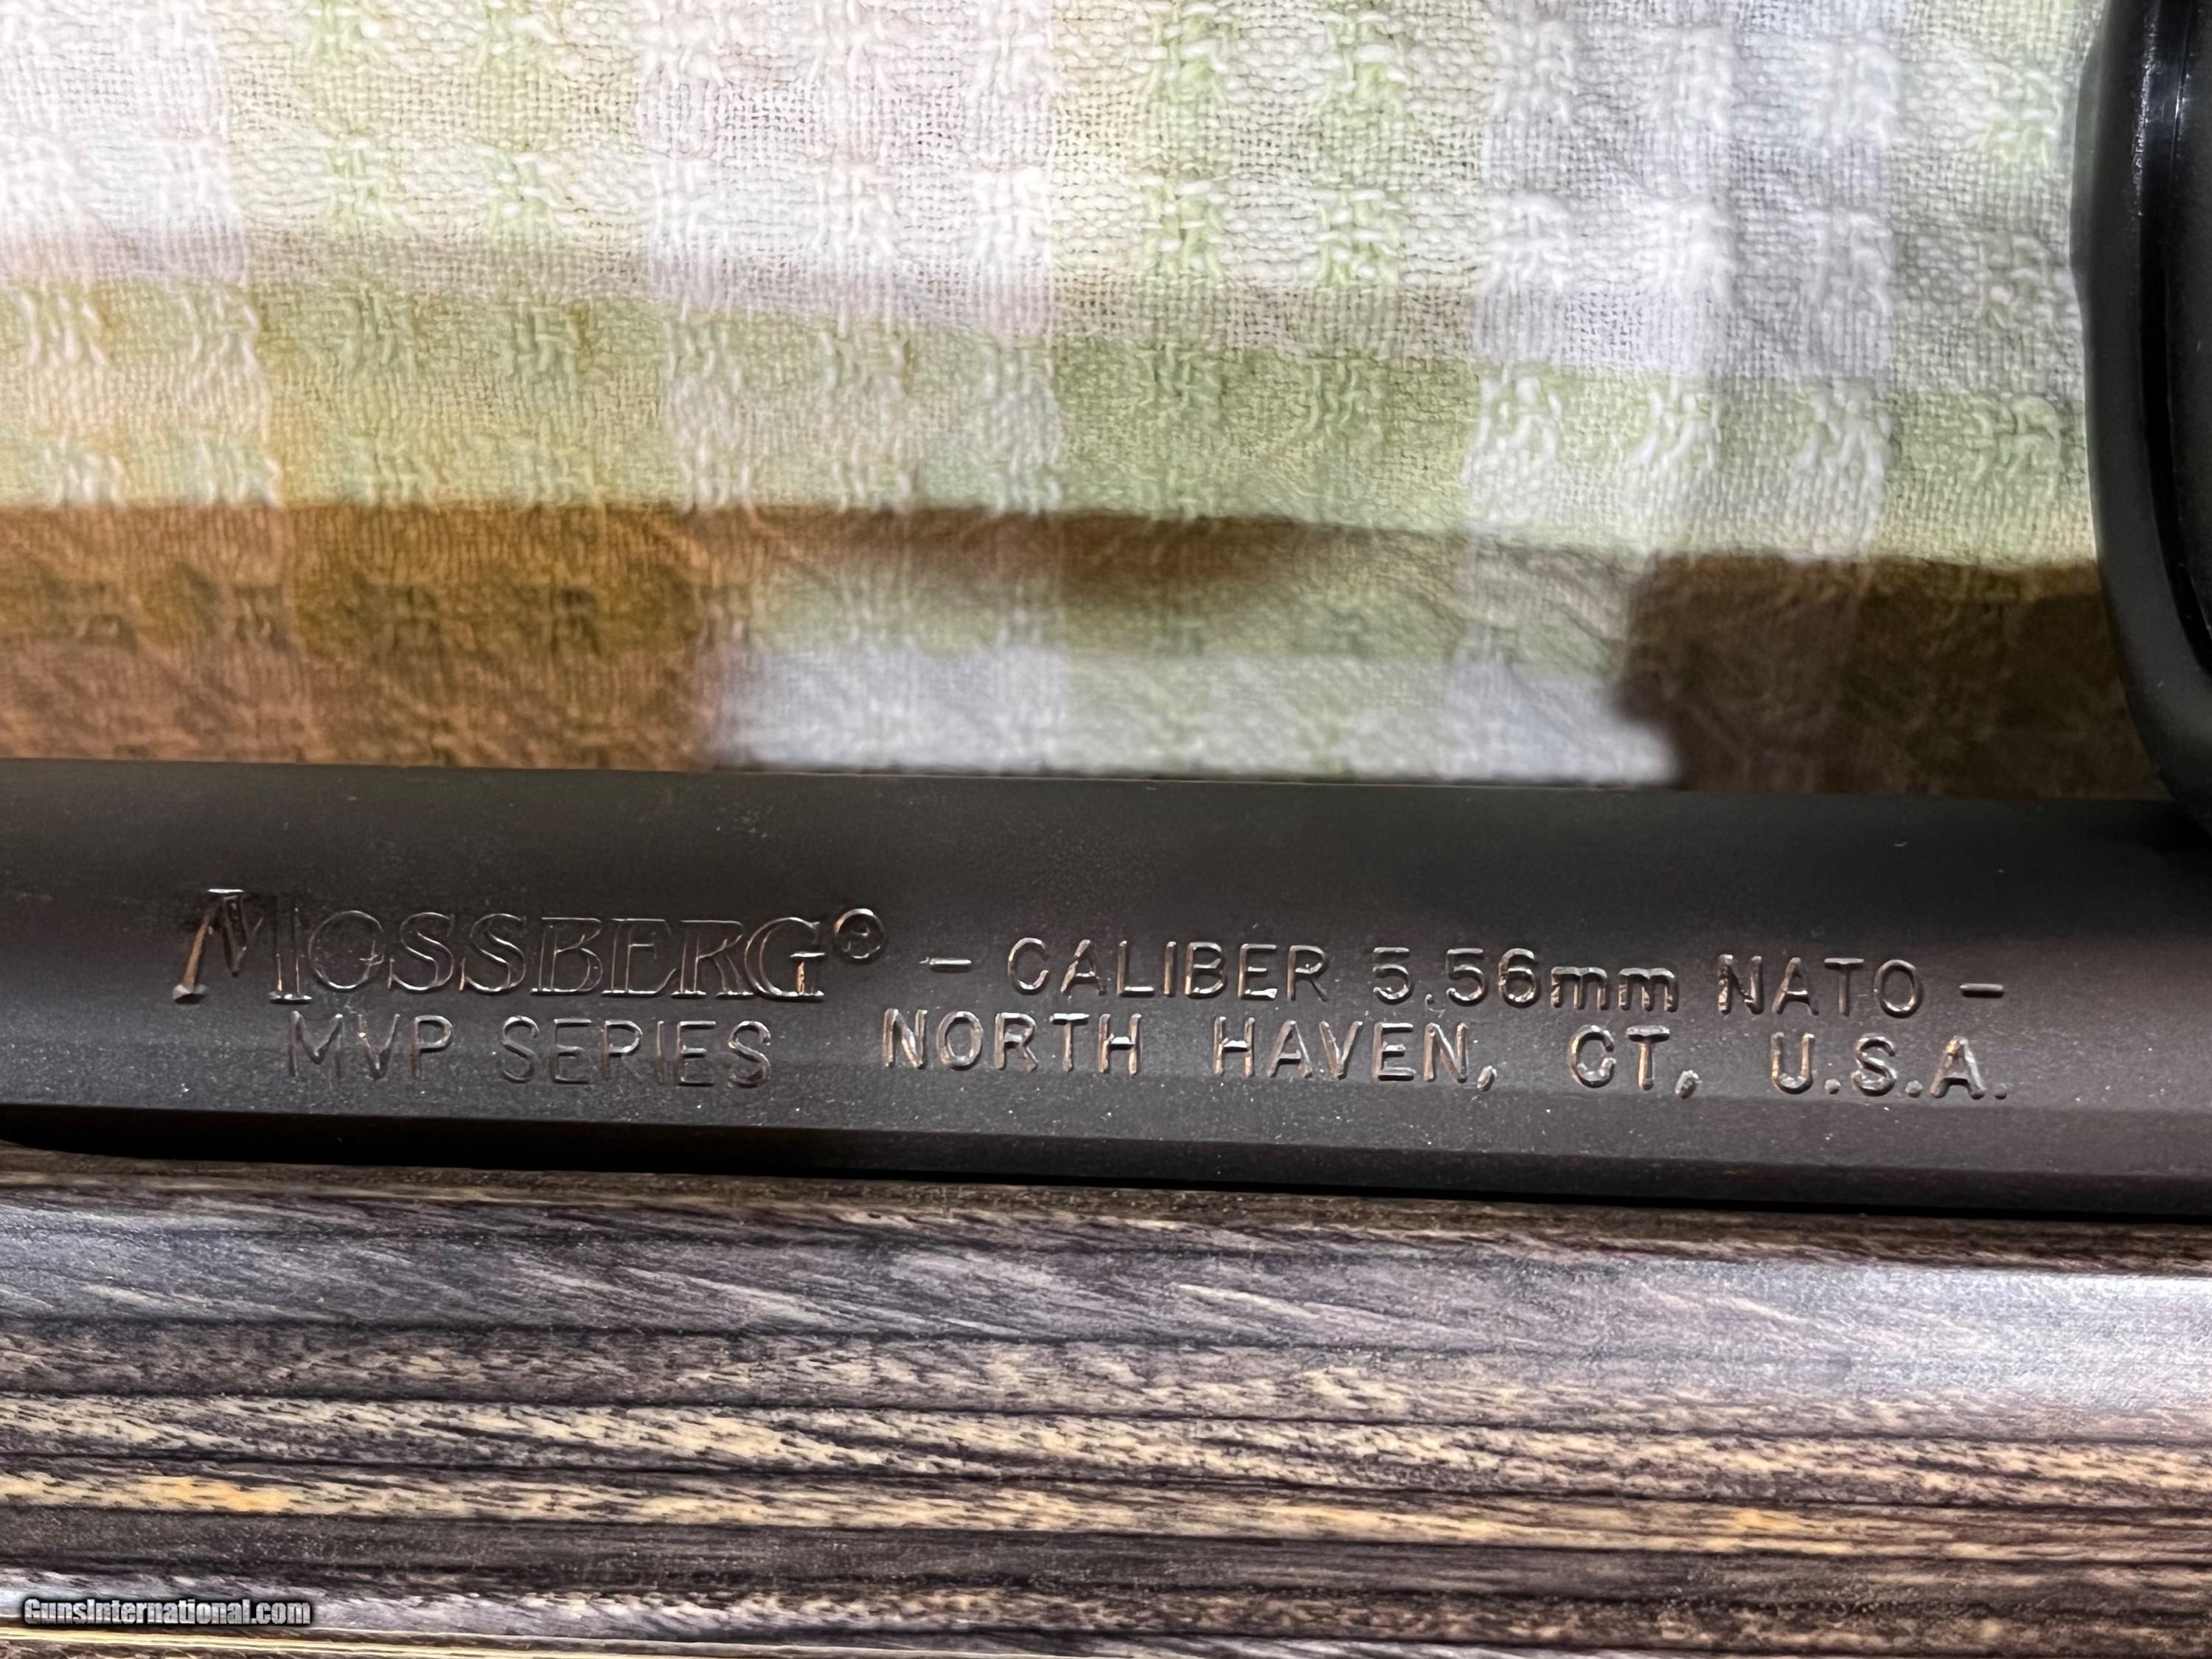 MOSSBERG® – CALIBER 5.56mm NATO –
MVP SERIES NORTH HAVEN, CT, U.S.A.
GunsInternational.com